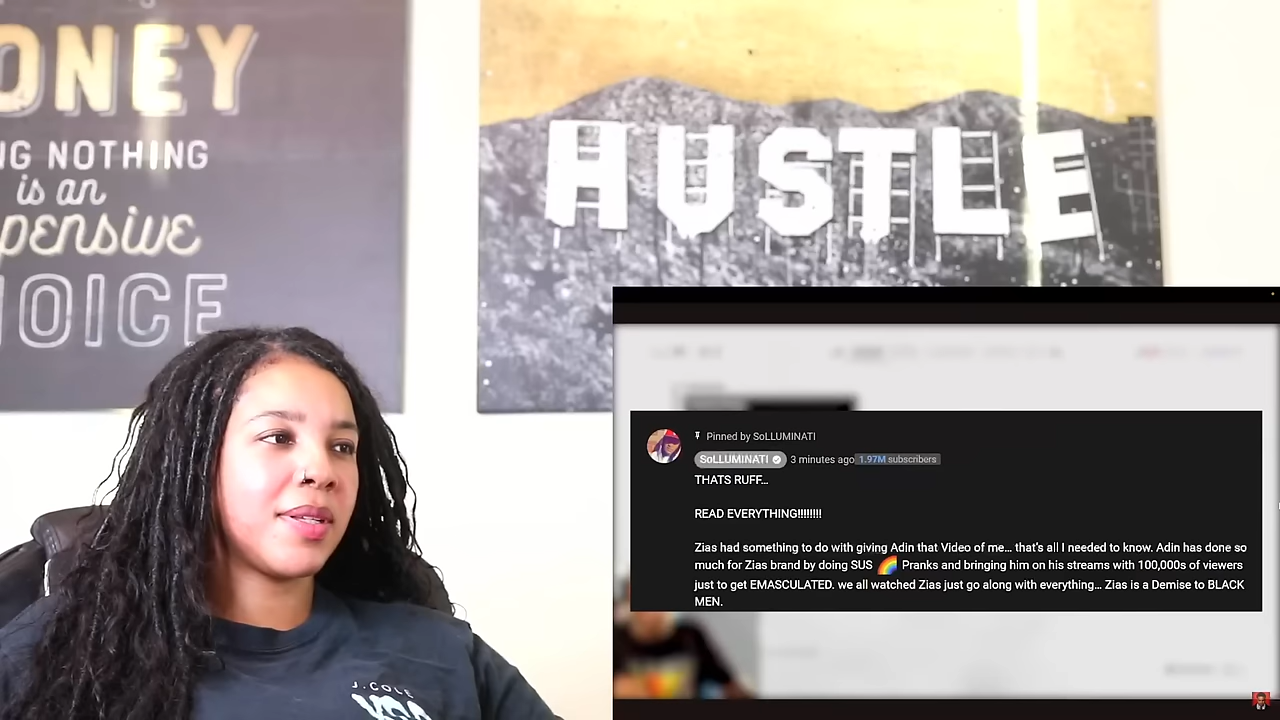 ONEY
NG NOTHING
is an
pensive
HOICE
HUSTLE
J.COLE
Pinned by SoLLUMINATI
SoLLUMINATI 3 minutes ago 1.97M subscribers
THATS RUFF...
READ EVERYTHING!!!!!!!!
Zias had something to do with giving Adin that Video of me... that's all I needed to know. Adin has done so
much for Zias brand by doing SUS 🌈 Pranks and bringing him on his streams with 100,000s of viewers
just to get EMASCULATED. we all watched Zias just go along with everything... Zias is a Demise to BLACK
MEN.